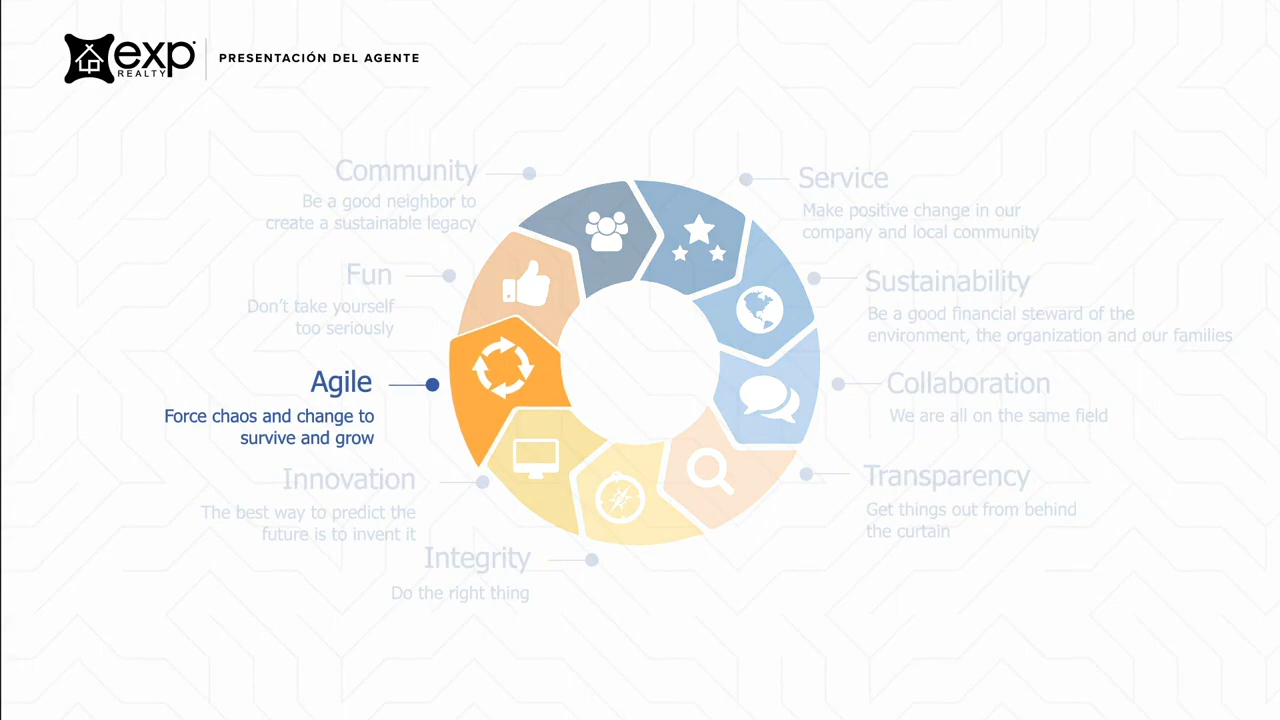 exp
REALTY
PRESENTACIÓN DEL AGENTE
Community
Be a good neighbor to
create a sustainable legacy
Service
Make positive change in our
company and local community
Fun
Don't take yourself
too seriously
Sustainability
Be a good financial steward of the
environment, the organization and our families
Agile
Force chaos and change to
survive and grow
Collaboration
We are all on the same field
Innovation
The best way to predict the
future is to invent it
Transparency
Get things out from behind
the curtain
Integrity
Do the right thing